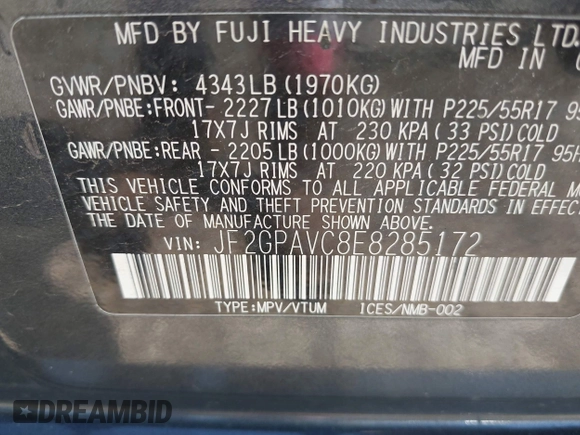 MFD BY FUJI HEAVY INDUSTRIES LTD.
MFD IN
GVWR/PNBV: 4343LB(1970KG)
GAWR/PNBE:FRONT- 2227LB(1010KG)WITH P225/55R17
17X7J RIMS AT 230 KPA(33 PSI)COLD
GAWR/PNBE:REAR - 2205LB(1000KG)WITH P225/55R17 95H
17X7J RIMS AT 220 KPA(32 PSI)COLD
THIS VEHICLE CONFORMS TO ALL APPLICABLE FEDERAL MO
VEHICLE SAFETY AND THEFT PREVENTION STANDARDS IN EFFEC
THE DATE OF MANUFACTURE SHOWN ABOVE.
VIN: JF2GPAVC8E8285172
TYPE:MPV/VTUM ICES/NMB-002
DREAMBID